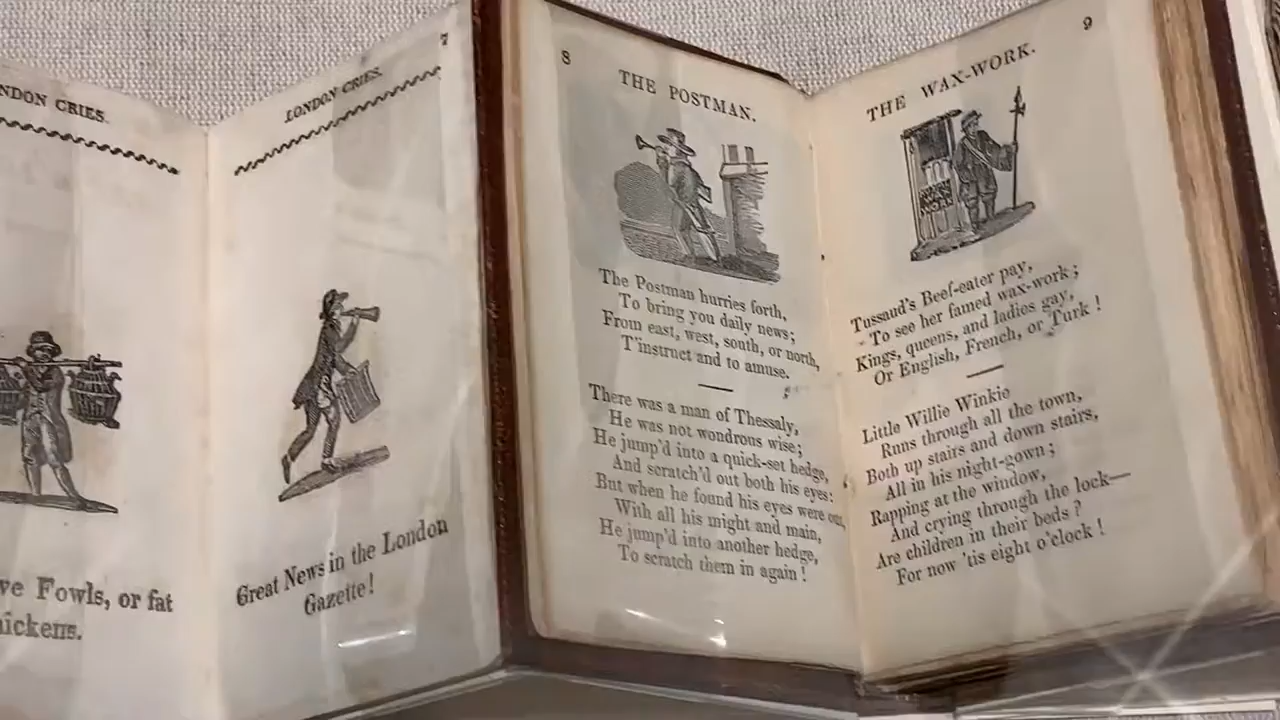 NDON CRIES.
ve Fowls, or fat
ickens.
7
LONDON CRIES.
Great News in the London
Gazette!
8
THE POSTMAN.
The Postman hurries forth,
To bring you daily news;
From east, west, south, or north,
T'instruct and to amuse.
There was a man of Thessaly,
He was not wondrous wise;
He jump'd into a quick-set hedge,
And scratch'd out both his eyes:
But when he found his eyes were out,
With all his might and main,
He jump'd into another hedge,
To scratch them in again!
9
THE WAX-WORK.
Tussaud's Beef-eater pay,
To see her famed wax-work;
Kings, queens, and ladies gay,
Or English, French, or Turk!
Little Willie Winkie
Runs through all the town,
Both up stairs and down stairs,
All in his night-gown;
Rapping at the window,
And crying through the lock—
Are children in their beds?
For now 'tis eight o'clock!